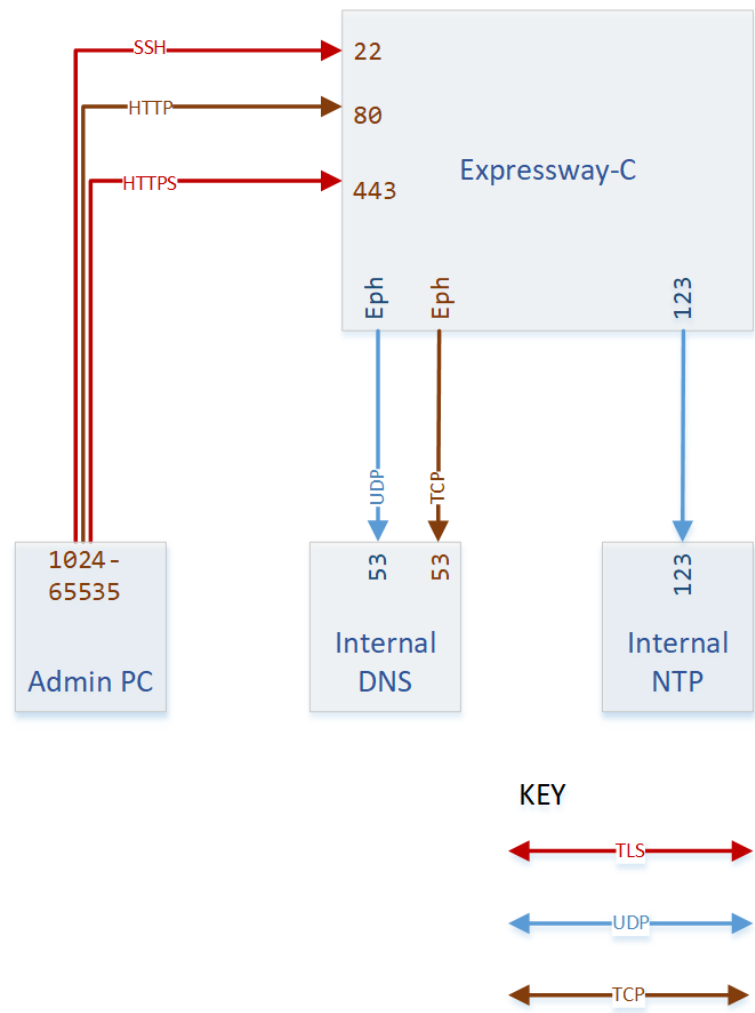 SSH
22
HTTP
80
HTTPS
443
Expressway-C
Eph
Eph
123
UDP
TCP
1024-
65535
Admin PC
53
53
Internal
DNS
123
Internal
NTP
KEY
TLS
UDP
TCP